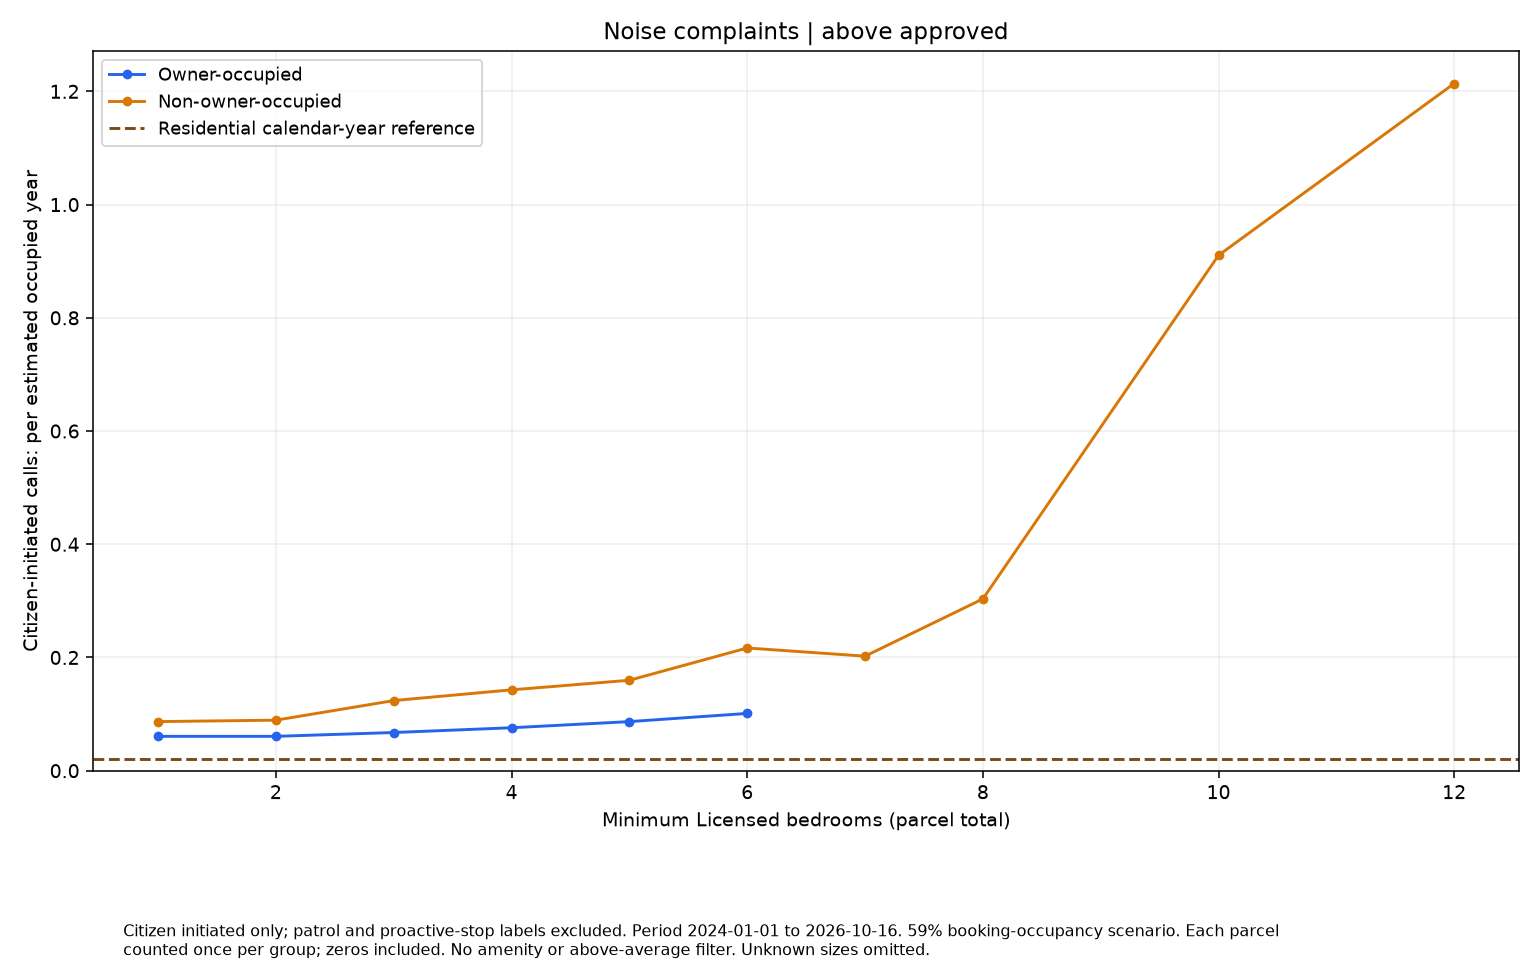 Noise complaints | above approved
Owner-occupied
Non-owner-occupied
Residential calendar-year reference
Citizen-initiated calls: per estimated occupied year
1.2
1.0
0.8
0.6
0.4
0.2
0.0
2 4 6 8 10 12
Minimum Licensed bedrooms (parcel total)
Citizen initiated only; patrol and proactive-stop labels excluded. Period 2024-01-01 to 2026-10-16. 59% booking-occupancy scenario. Each parcel
counted once per group; zeros included. No amenity or above-average filter. Unknown sizes omitted.